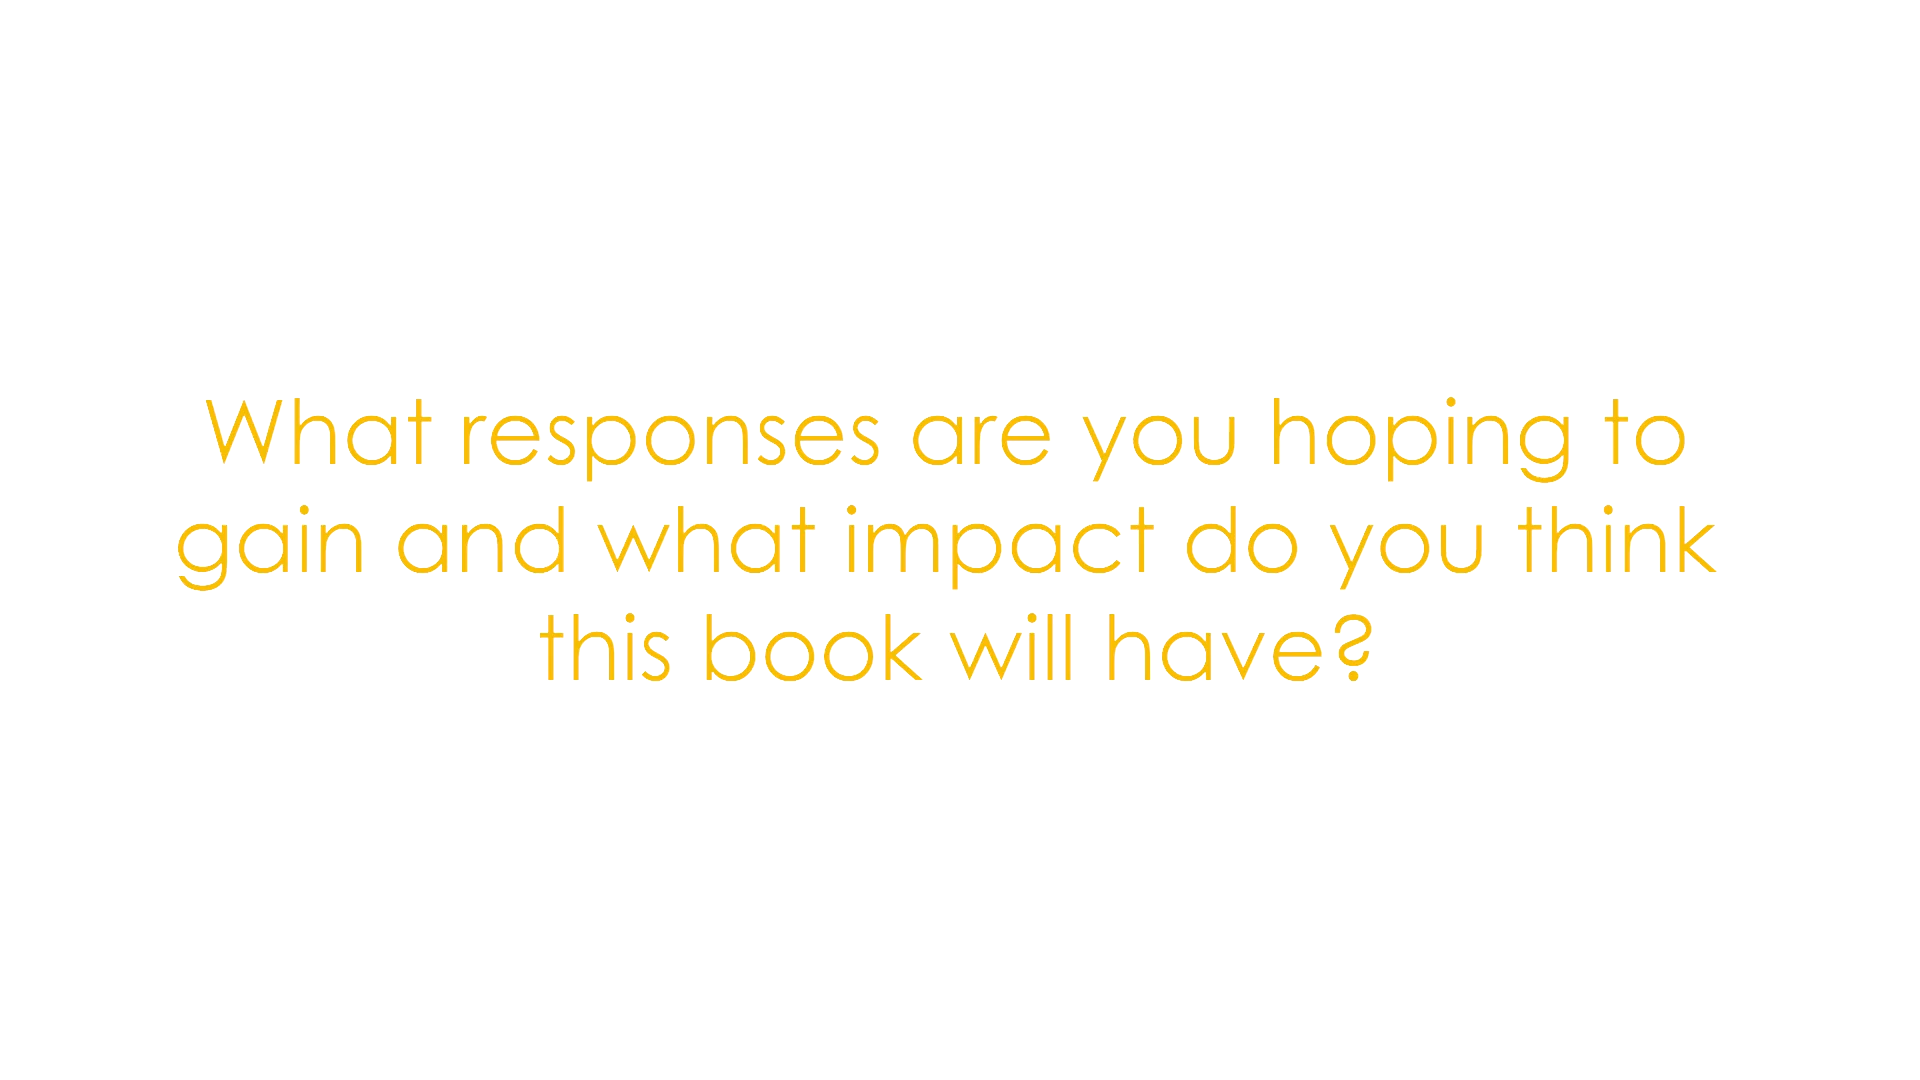 What responses are you hoping to
gain and what impact do you think
this book will have?